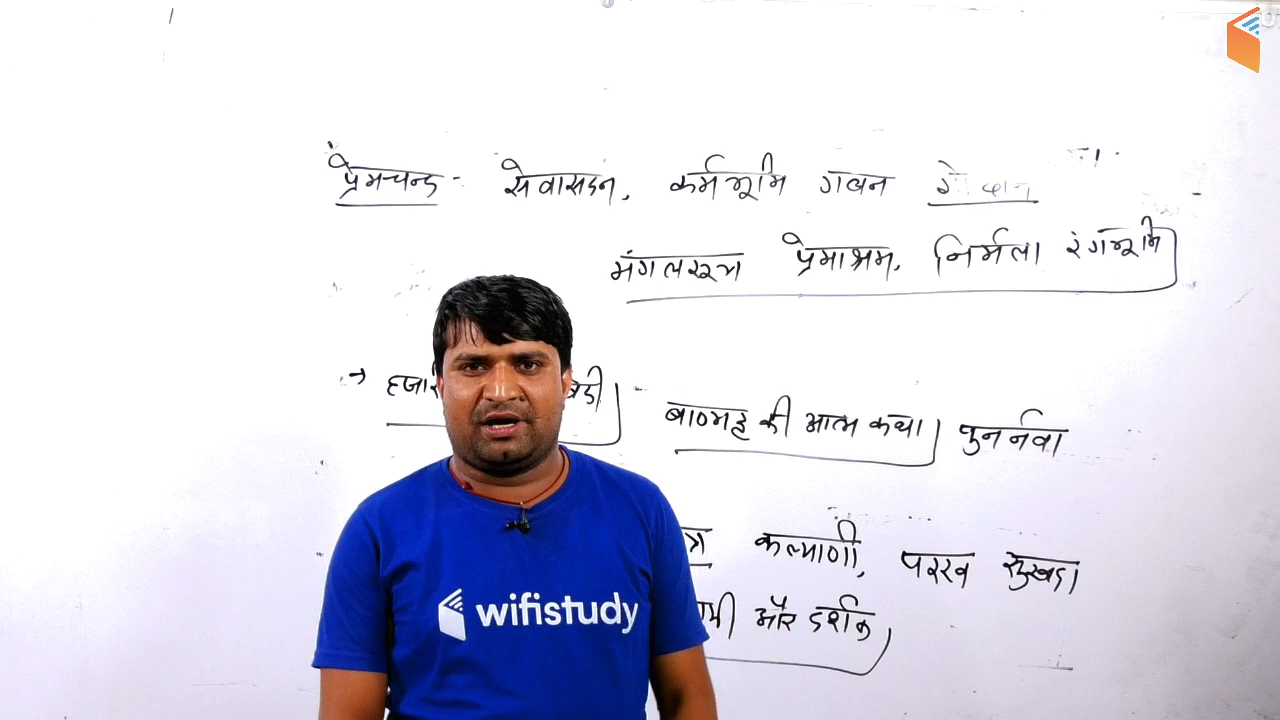 प्रेमचन्द - सेवासदन, कर्मभूमि गबन गोदान
मंगलसूत्र प्रेमाश्रम, निर्मला रंगभूमि
→ बाणभट्ट की आत्म कथा पुनर्नवा
कल्याणी, परख सुखदा
और दर्शक
wifistudy